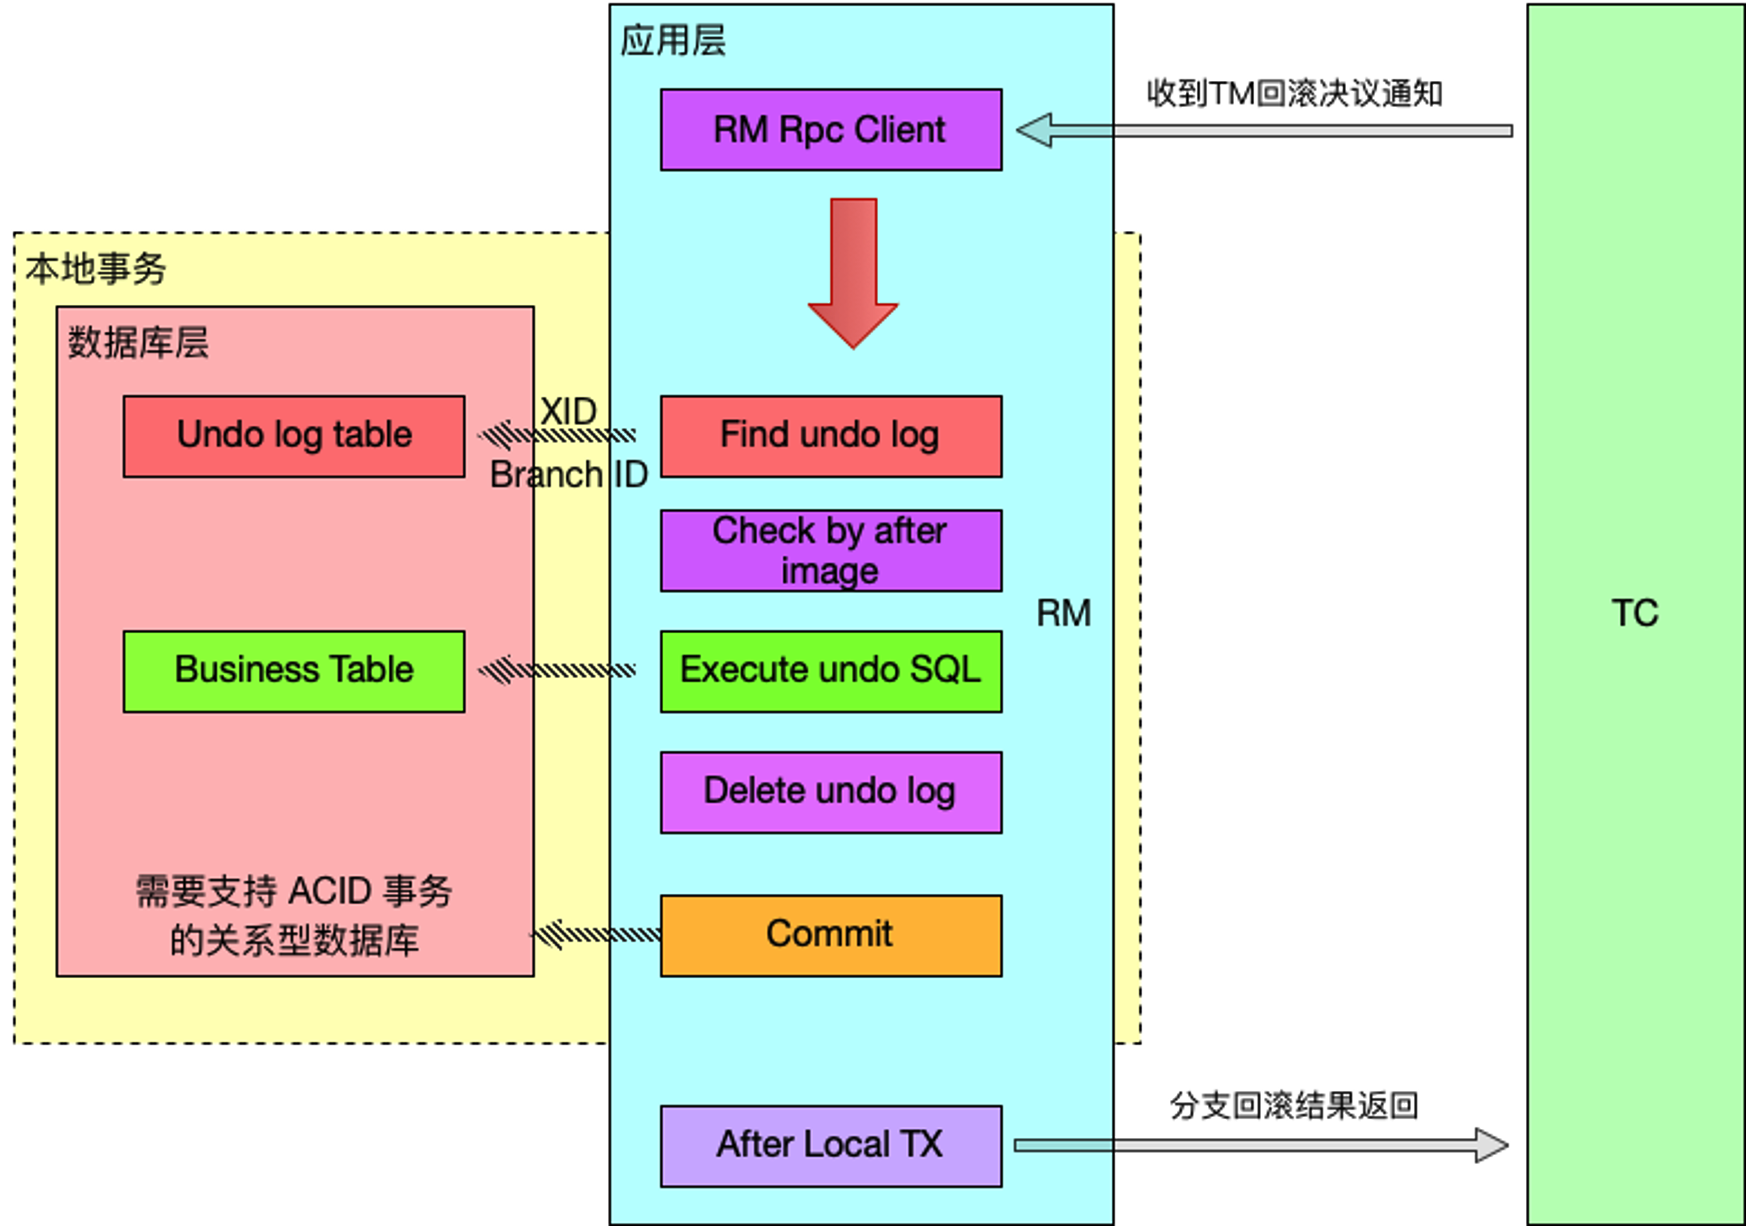 应用层
收到TM回滚决议通知
RM Rpc Client
本地事务
数据库层
XID
Undo log table
Find undo log
Branch ID
Check by after
image
RM
TC
Business Table
Execute undo SQL
Delete undo log
需要支持 ACID 事务
的关系型数据库
Commit
分支回滚结果返回
After Local TX